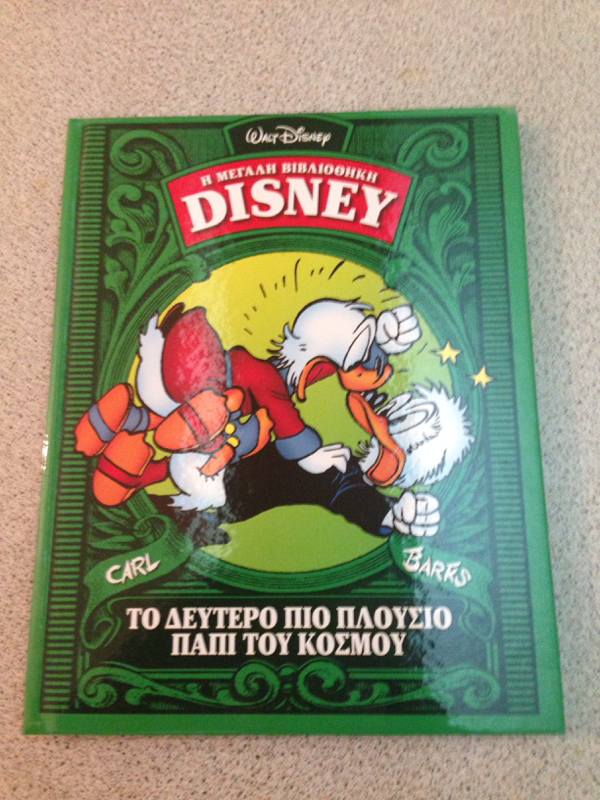 WALT DISNEY
Η ΜΕΓΑΛΗ ΒΙΒΛΙΟΘΗΚΗ
DISNEY
CARL BARKS
ΤΟ ΔΕΥΤΕΡΟ ΠΙΟ ΠΛΟΥΣΙΟ
ΠΑΠΙ ΤΟΥ ΚΟΣΜΟΥ